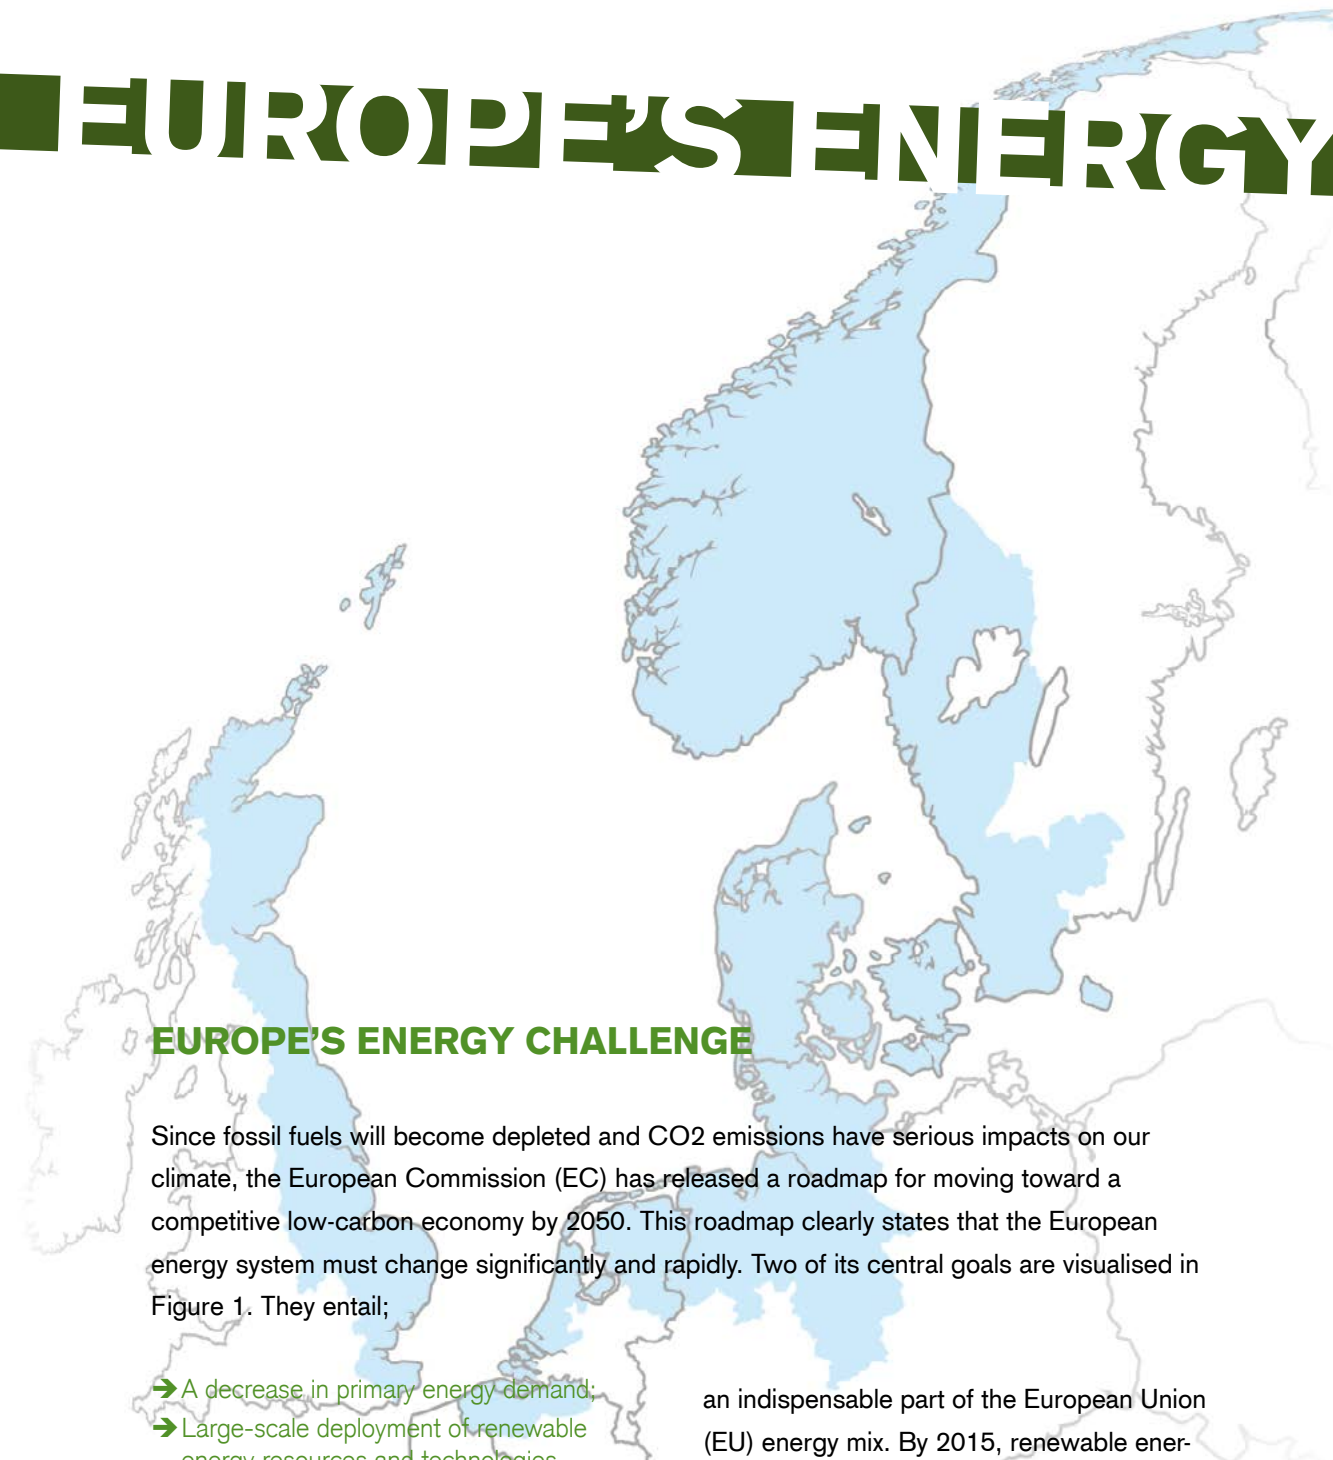 EUROPE'S ENERGY
EUROPE'S ENERGY CHALLENGE
Since fossil fuels will become depleted and CO2 emissions have serious impacts on our
climate, the European Commission (EC) has released a roadmap for moving toward a
competitive low-carbon economy by 2050. This roadmap clearly states that the European
energy system must change significantly and rapidly. Two of its central goals are visualised in
Figure 1. They entail;
➔ A decrease in primary energy demand;
➔ Large-scale deployment of renewable
energy resources and technologies
an indispensable part of the European Union
(EU) energy mix. By 2015, renewable ener-